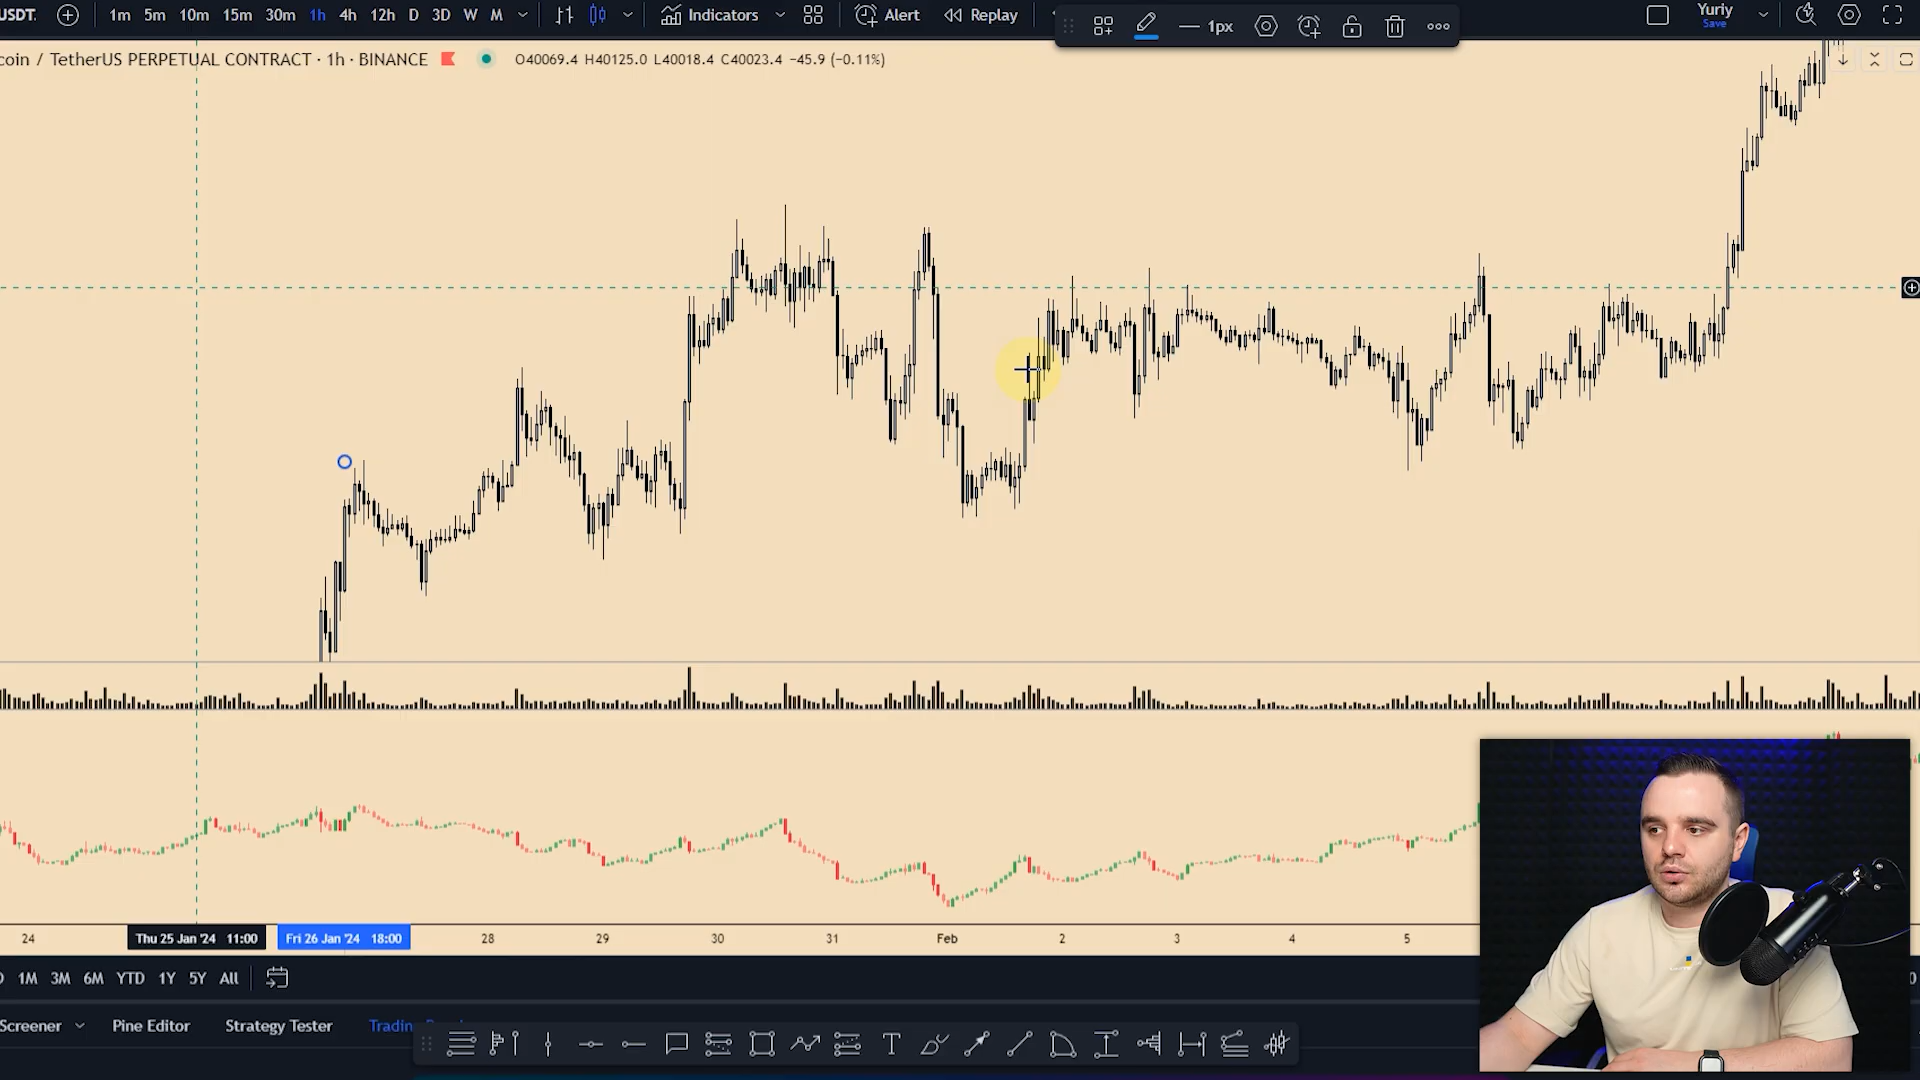 USDT. 1m 5m 10m 15m 30m 1h 4h 12h D 3D W M Indicators Alert Replay 1px Yuriy
Save
coin / TetherUS PERPETUAL CONTRACT · 1h · BINANCE O40069.4 H40125.0 L40018.4 C40023.4 −45.9 (−0.11%)
24 Thu 25 Jan '24 11:00 Fri 26 Jan '24 18:00 28 29 30 31 Feb 2 3 4 5
1M 3M 6M YTD 1Y 5Y All
Screener Pine Editor Strategy Tester Trading
T